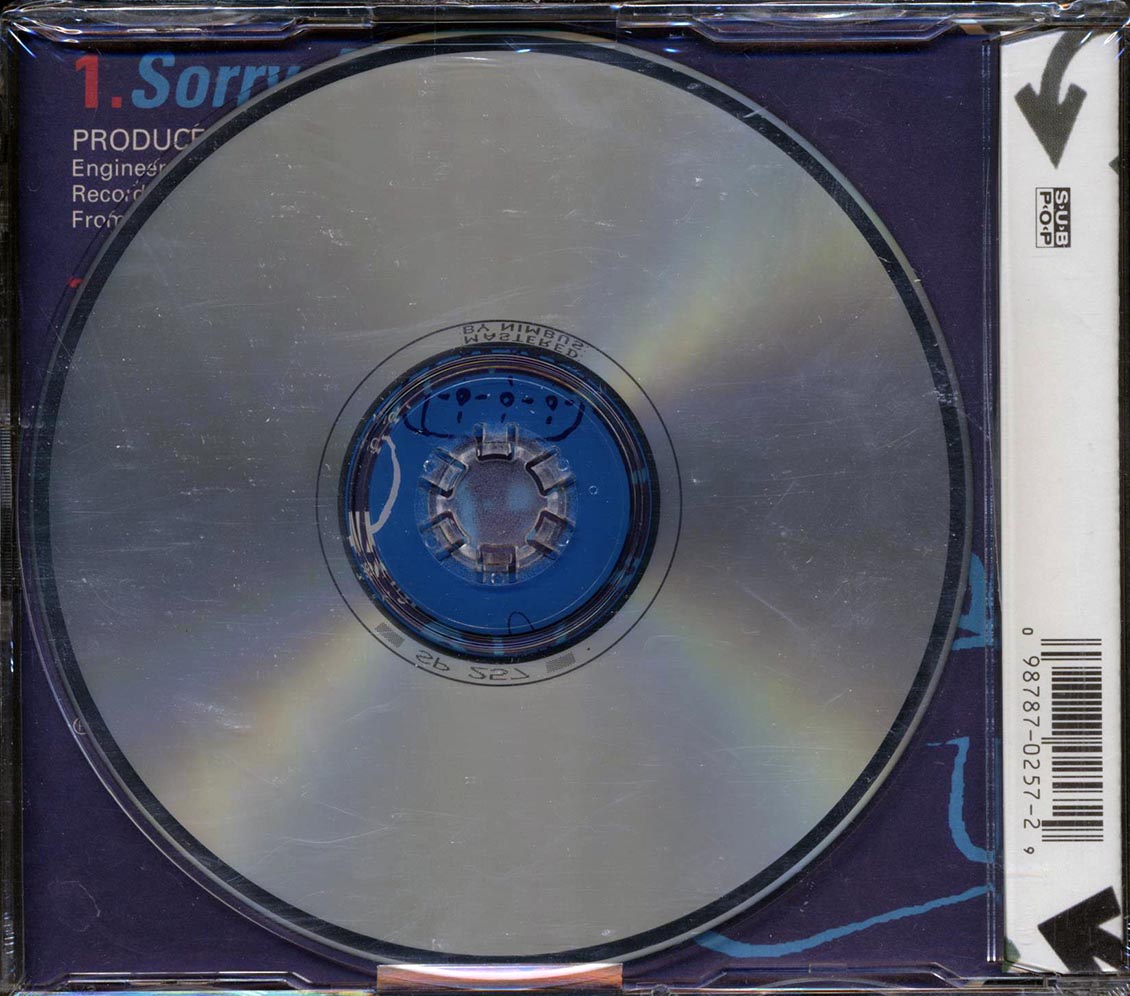 1. Sorry
PRODUCE
Engineer
Record
From
MASTERED
BY NIMBUS
SP 257
SUB
POP
0 98787-0257-2 9